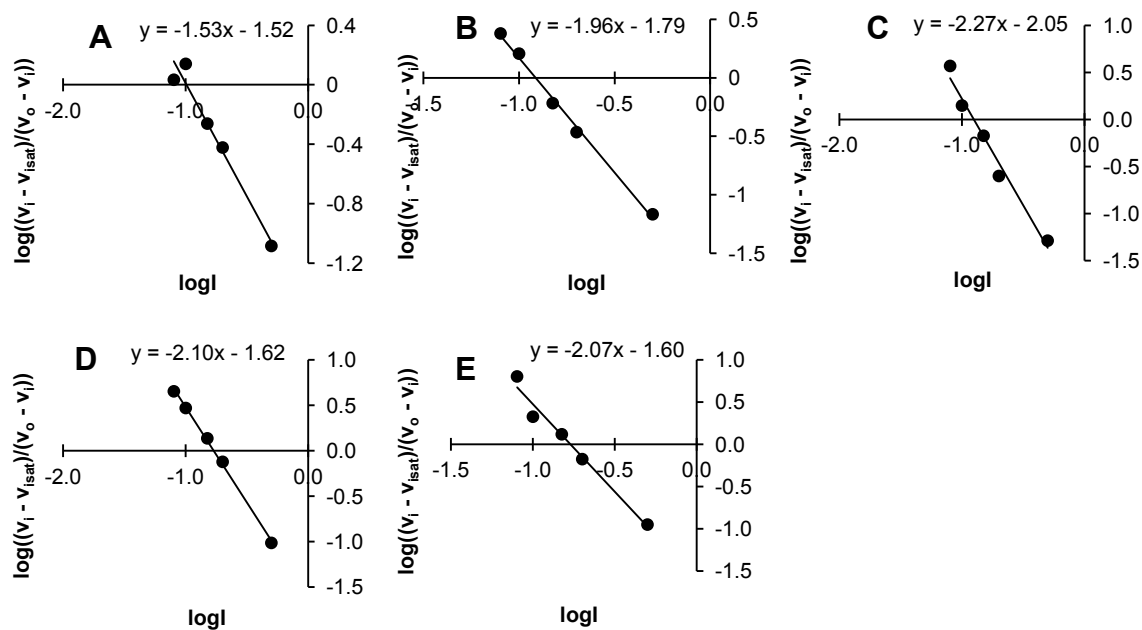 A
y = -1.53x - 1.52
0.4
0
-0.4
-0.8
-1.2
-2.0
-1.0
0.0
log((vi - visat)/(vo - vi))
logI
B
y = -1.96x - 1.79
0.5
0
-0.5
-1
-1.5
-1.5
-1.0
-0.5
0.0
log((vi - visat)/(vo - vi))
logI
C
y = -2.27x - 2.05
1.0
0.5
0.0
-0.5
-1.0
-1.5
-2.0
-1.0
0.0
log((vi - visat)/(vo - vi))
logI
D
y = -2.10x - 1.62
1.0
0.5
0.0
-0.5
-1.0
-1.5
-2.0
-1.0
0.0
log((vi - visat)/(vo - vi))
logI
E
y = -2.07x - 1.60
1.0
0.5
0.0
-0.5
-1.0
-1.5
-1.5
-1.0
-0.5
0.0
log((vi - visat)/(vo - vi))
logI